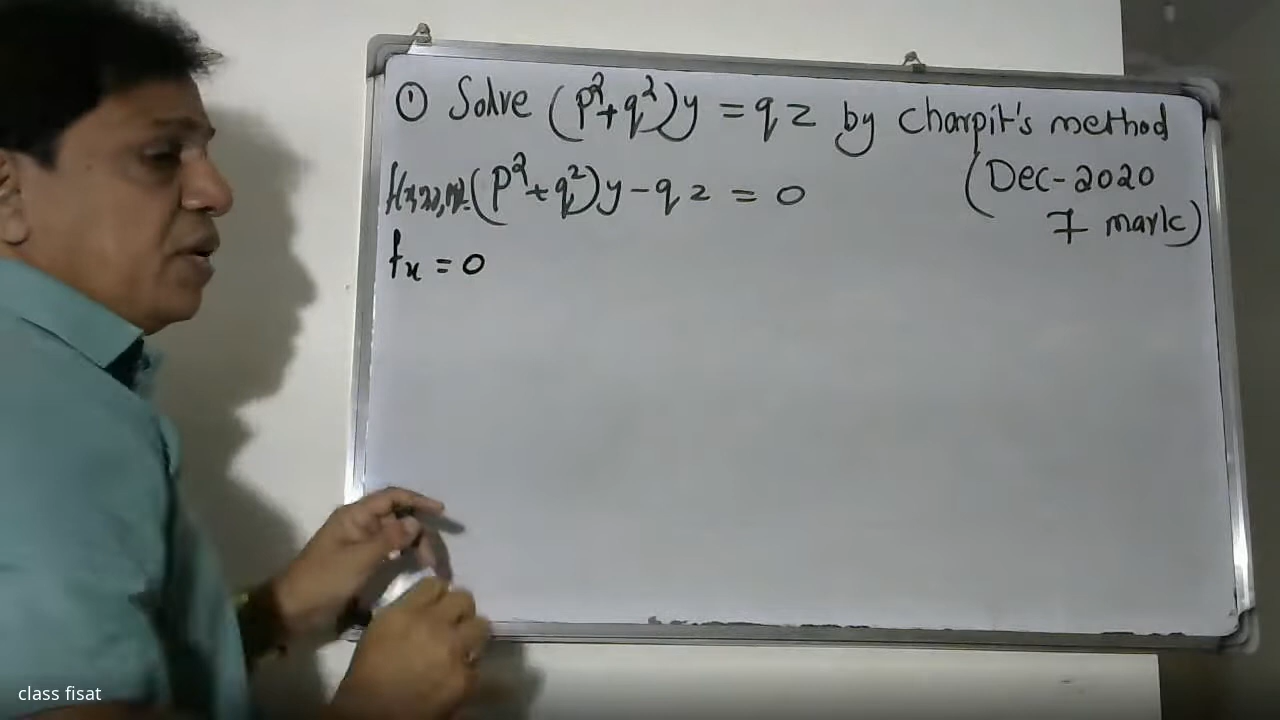 ① Solve (p²+q²)y = qz by charpit's method
(Dec-2020
7 mark)
(p²+q²)y - qz = 0
fx = 0
class fisat